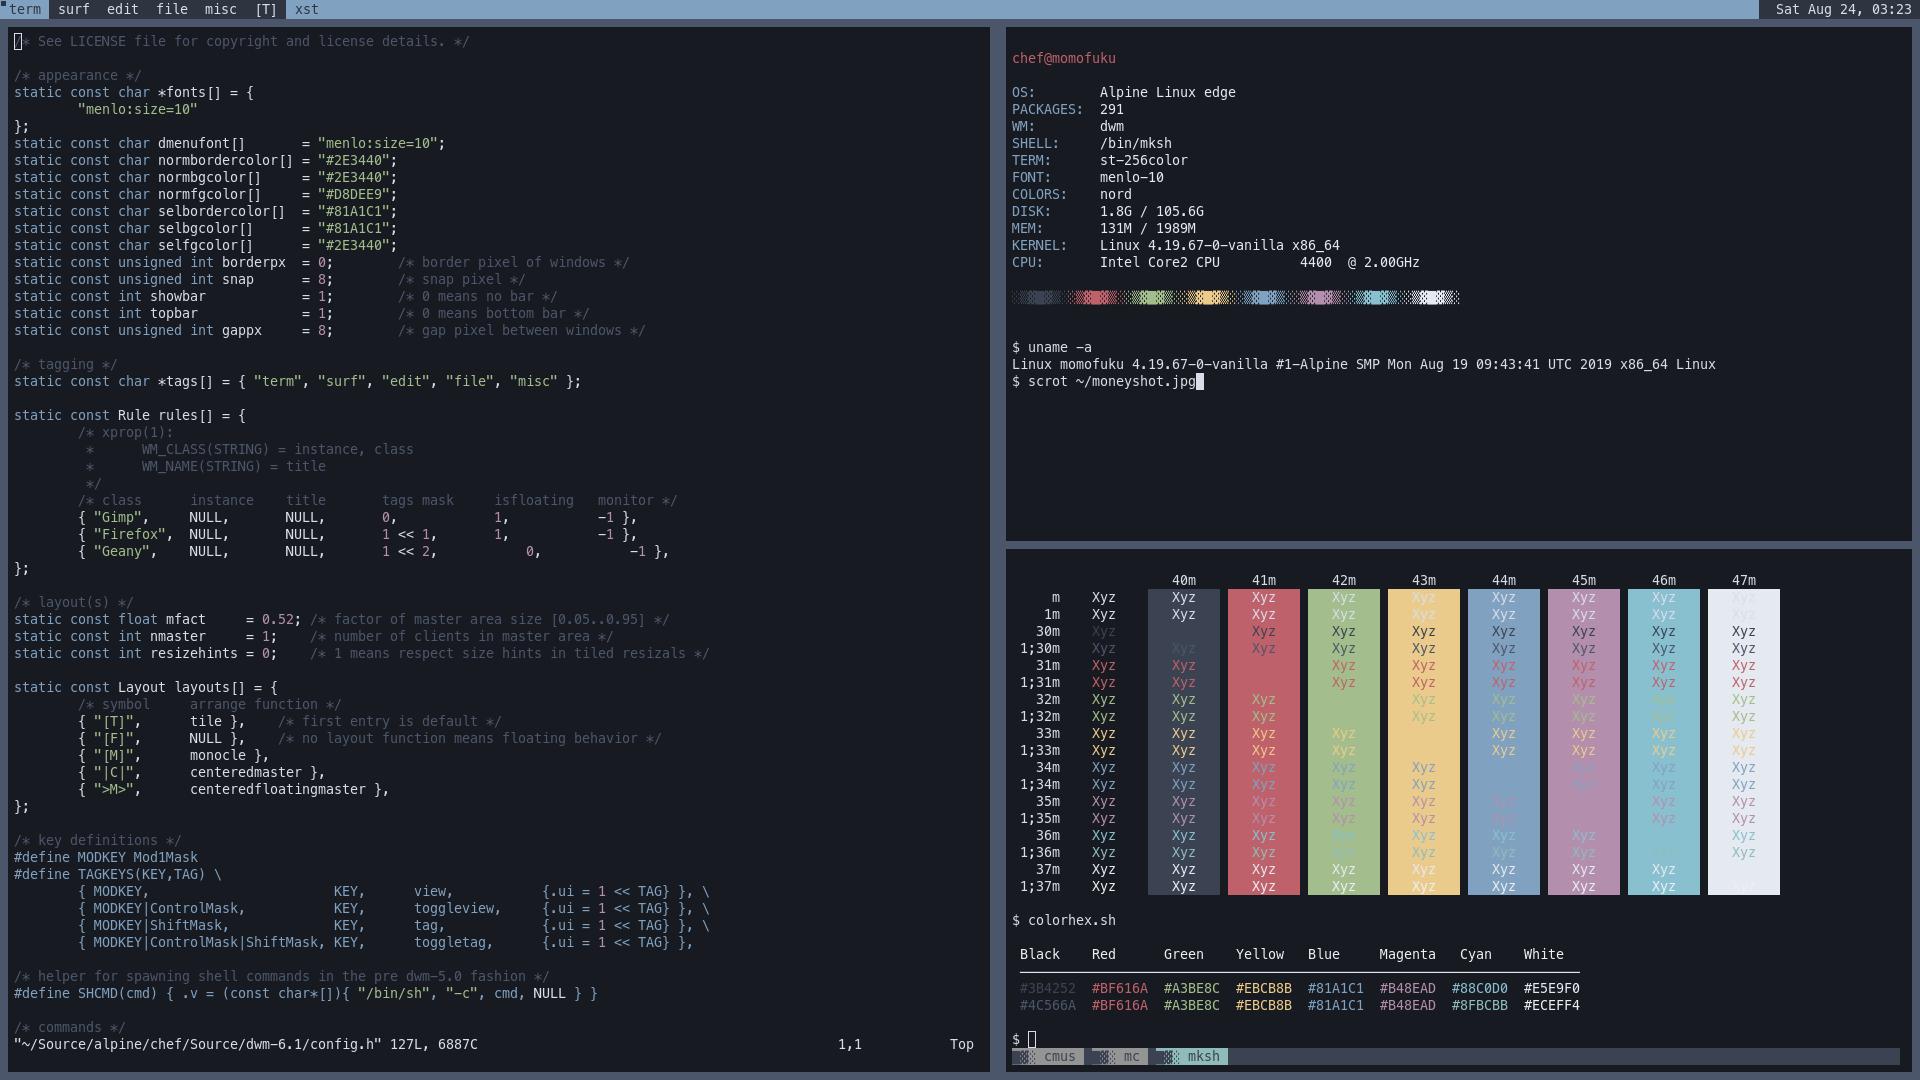 term surf edit file misc [T] xst Sat Aug 24, 03:23
/* See LICENSE file for copyright and license details. */
/* appearance */
static const char *fonts[] = {
"menlo:size=10"
};
static const char dmenufont[] = "menlo:size=10";
static const char normbordercolor[] = "#2E3440";
static const char normbgcolor[] = "#2E3440";
static const char normfgcolor[] = "#D8DEE9";
static const char selbordercolor[] = "#81A1C1";
static const char selbgcolor[] = "#81A1C1";
static const char selfgcolor[] = "#2E3440";
static const unsigned int borderpx = 0; /* border pixel of windows */
static const unsigned int snap = 8; /* snap pixel */
static const int showbar = 1; /* 0 means no bar */
static const int topbar = 1; /* 0 means bottom bar */
static const unsigned int gappx = 8; /* gap pixel between windows */
/* tagging */
static const char *tags[] = { "term", "surf", "edit", "file", "misc" };
static const Rule rules[] = {
/* xprop(1):
* WM_CLASS(STRING) = instance, class
* WM_NAME(STRING) = title
*/
/* class instance title tags mask isfloating monitor */
{ "Gimp", NULL, NULL, 0, 1, -1 },
{ "Firefox", NULL, NULL, 1 << 1, 1, -1 },
{ "Geany", NULL, NULL, 1 << 2, 0, -1 },
};
/* layout(s) */
static const float mfact = 0.52; /* factor of master area size [0.05..0.95] */
static const int nmaster = 1; /* number of clients in master area */
static const int resizehints = 0; /* 1 means respect size hints in tiled resizals */
static const Layout layouts[] = {
/* symbol arrange function */
{ "[T]", tile }, /* first entry is default */
{ "[F]", NULL }, /* no layout function means floating behavior */
{ "[M]", monocle },
{ "|C|", centeredmaster },
{ ">M>", centeredfloatingmaster },
};
/* key definitions */
#define MODKEY Mod1Mask
#define TAGKEYS(KEY,TAG) \
{ MODKEY, KEY, view, {.ui = 1 << TAG} }, \
{ MODKEY|ControlMask, KEY, toggleview, {.ui = 1 << TAG} }, \
{ MODKEY|ShiftMask, KEY, tag, {.ui = 1 << TAG} }, \
{ MODKEY|ControlMask|ShiftMask, KEY, toggletag, {.ui = 1 << TAG} },
/* helper for spawning shell commands in the pre dwm-5.0 fashion */
#define SHCMD(cmd) { .v = (const char*[]){ "/bin/sh", "-c", cmd, NULL } }
/* commands */
"~/Source/alpine/chef/Source/dwm-6.1/config.h" 127L, 6887C 1,1 Top
chef@momofuku
OS: Alpine Linux edge
PACKAGES: 291
WM: dwm
SHELL: /bin/mksh
TERM: st-256color
FONT: menlo-10
COLORS: nord
DISK: 1.8G / 105.6G
MEM: 131M / 1989M
KERNEL: Linux 4.19.67-0-vanilla x86_64
CPU: Intel Core2 CPU 4400 @ 2.00GHz
$ uname -a
Linux momofuku 4.19.67-0-vanilla #1-Alpine SMP Mon Aug 19 09:43:41 UTC 2019 x86_64 Linux
$ scrot ~/moneyshot.jpg
40m 41m 42m 43m 44m 45m 46m 47m
m Xyz Xyz Xyz Xyz Xyz Xyz Xyz Xyz Xyz
1m Xyz Xyz Xyz Xyz Xyz Xyz Xyz Xyz Xyz
30m Xyz Xyz Xyz Xyz Xyz Xyz Xyz Xyz
1;30m Xyz Xyz Xyz Xyz Xyz Xyz Xyz Xyz Xyz
31m Xyz Xyz Xyz Xyz Xyz Xyz Xyz Xyz
1;31m Xyz Xyz Xyz Xyz Xyz Xyz Xyz Xyz
32m Xyz Xyz Xyz Xyz Xyz Xyz Xyz Xyz
1;32m Xyz Xyz Xyz Xyz Xyz Xyz Xyz Xyz
33m Xyz Xyz Xyz Xyz Xyz Xyz Xyz Xyz
1;33m Xyz Xyz Xyz Xyz Xyz Xyz Xyz Xyz
34m Xyz Xyz Xyz Xyz Xyz Xyz Xyz Xyz
1;34m Xyz Xyz Xyz Xyz Xyz Xyz Xyz Xyz
35m Xyz Xyz Xyz Xyz Xyz Xyz Xyz Xyz
1;35m Xyz Xyz Xyz Xyz Xyz Xyz Xyz Xyz
36m Xyz Xyz Xyz Xyz Xyz Xyz Xyz Xyz
1;36m Xyz Xyz Xyz Xyz Xyz Xyz Xyz
37m Xyz Xyz Xyz Xyz Xyz Xyz Xyz Xyz
1;37m Xyz Xyz Xyz Xyz Xyz Xyz Xyz Xyz
$ colorhex.sh
Black Red Green Yellow Blue Magenta Cyan White
#3B4252 #BF616A #A3BE8C #EBCB8B #81A1C1 #B48EAD #88C0D0 #E5E9F0
#4C566A #BF616A #A3BE8C #EBCB8B #81A1C1 #B48EAD #8FBCBB #ECEFF4
$
cmus mc mksh